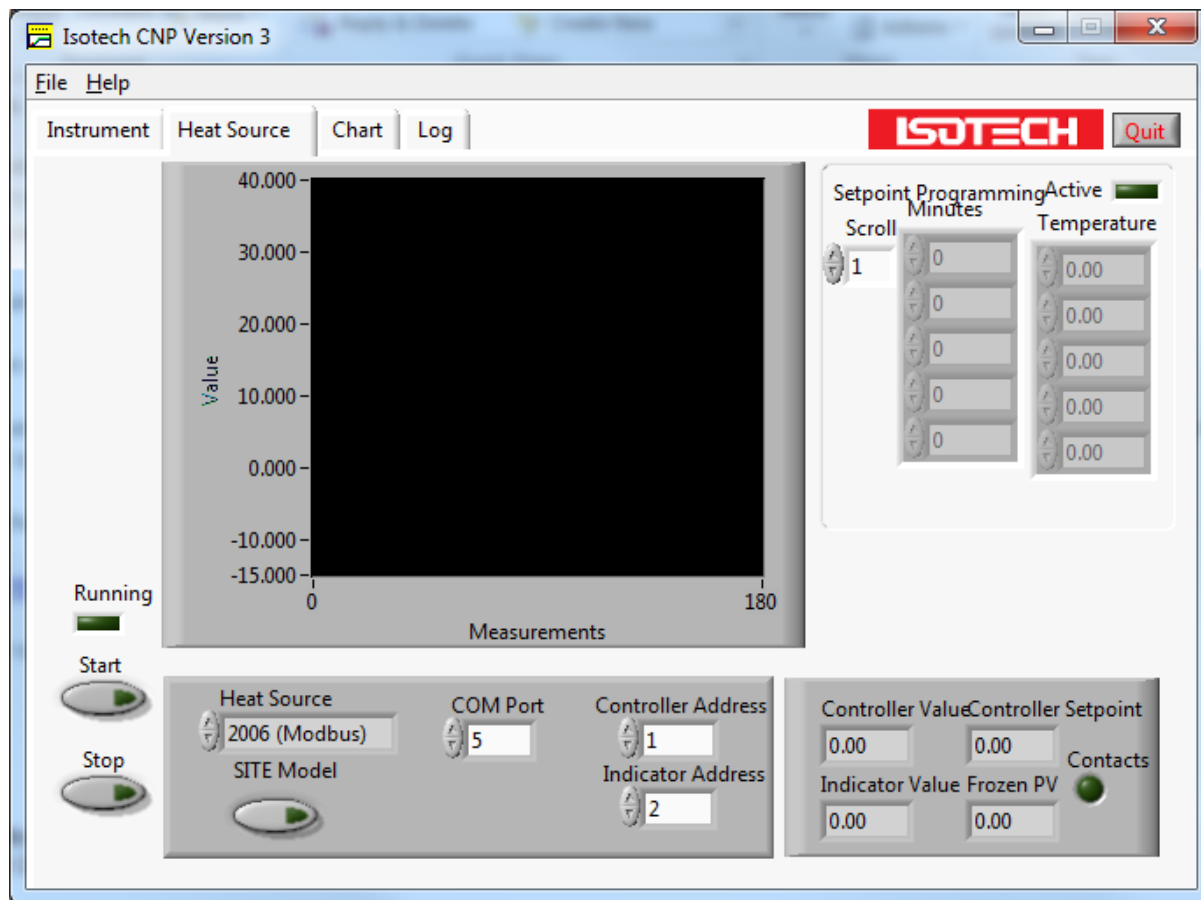 Isotech CNP Version 3
File Help
Instrument Heat Source Chart Log ISOTECH Quit
40.000
30.000
20.000
10.000
0.000
-10.000
-15.000
Value
0 180
Measurements
Setpoint Programming Active
Minutes
Scroll Temperature
1 0 0.00
0 0.00
0 0.00
0 0.00
0 0.00
Running
Start
Stop
Heat Source COM Port Controller Address
2006 (Modbus) 5 1
SITE Model Indicator Address
2
Controller Value Controller Setpoint
0.00 0.00
Contacts
Indicator Value Frozen PV
0.00 0.00